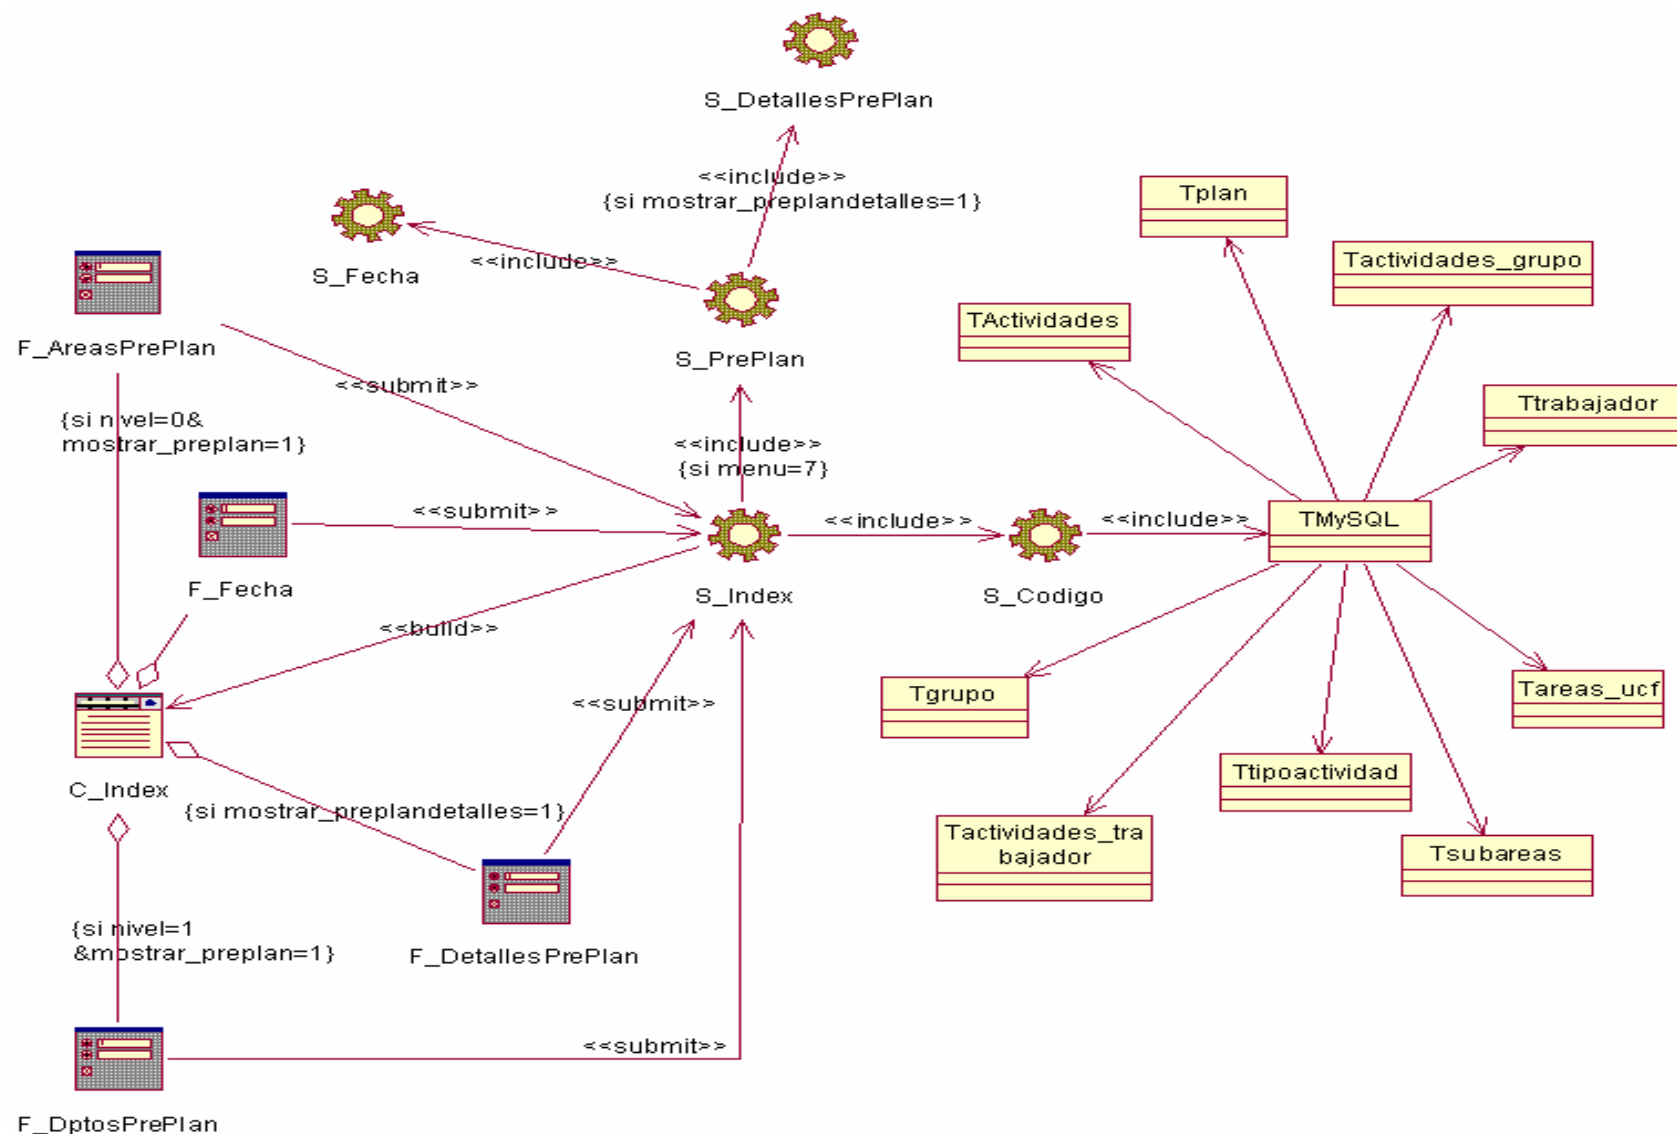 S_DetallesPrePlan
<<include>>
{si mostrar_preplandetalles=1}
Tplan
Tactividades_grupo
<<include>>
S_Fecha
TActividades
F_AreasPrePlan
S_PrePlan
<<submit>>
Ttrabajador
{si nivel=0&
mostrar_preplan=1}
<<include>>
{si menu=7}
<<submit>>
<<include>>
<<include>>
TMySQL
F_Fecha
S_Index
S_Codigo
<<build>>
<<submit>>
Tgrupo
Tareas_ucf
Ttipoactividad
C_Index
{si mostrar_preplandetalles=1}
Tactividades_tra
bajador
Tsubareas
{si nivel=1
&mostrar_preplan=1}
F_DetallesPrePlan
<<submit>>
F_DptosPrePlan